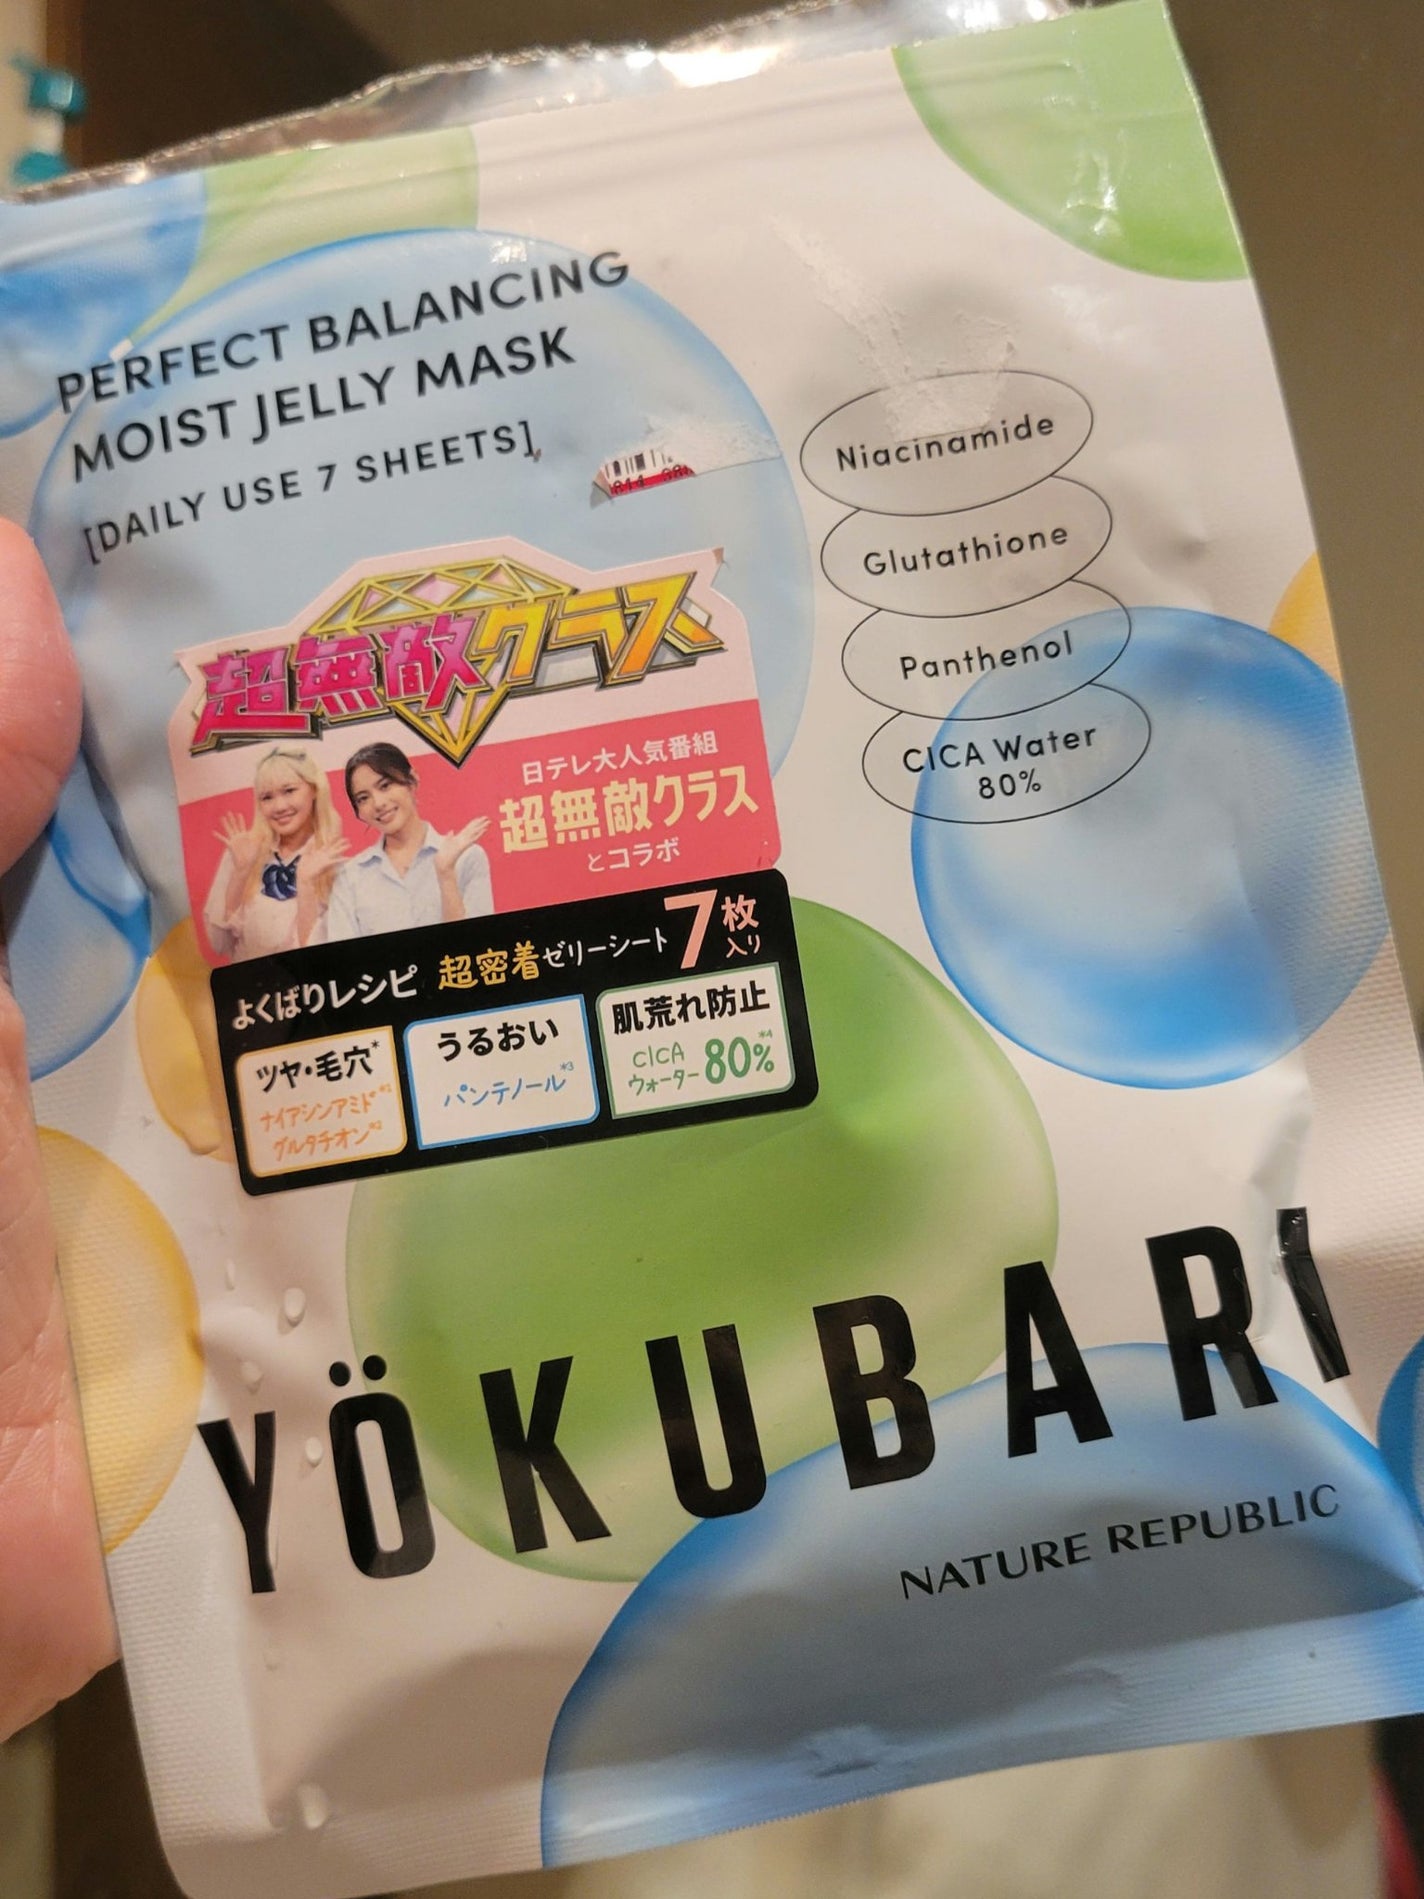 PERFECT BALANCING
MOIST JELLY MASK
[DAILY USE 7 SHEETS]
Niacinamide
Glutathione
Panthenol
CICA Water
80%
超無敵クラス
日テレ大人気番組
超無敵クラス
とコラボ
よくばりレシピ 超密着ゼリーシート 7枚入り
ツヤ・毛穴*
ナイアシンアミド*1
グルタチオン*2
うるおい
パンテノール*3
肌荒れ防止
CICA
ウォーター 80%*4
YÖKUBARI
NATURE REPUBLIC